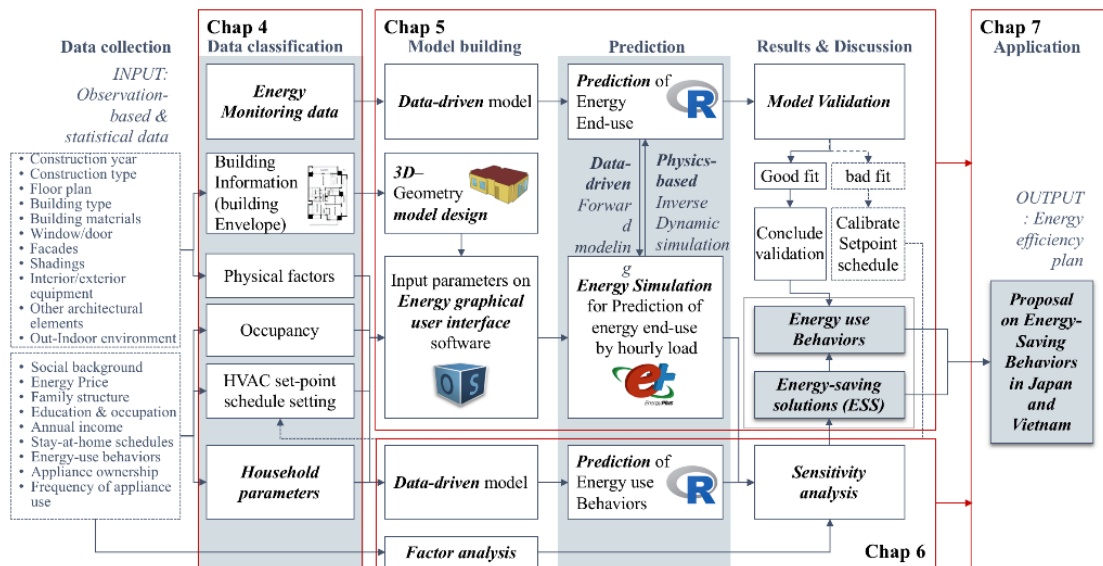 Chap 4
Chap 5
Chap 7
Data collection
Data classification
Model building
Prediction
Results & Discussion
Application
INPUT:
Observation-
based &
statistical data
• Construction year
• Construction type
• Floor plan
• Building type
• Building materials
• Window/door
• Facades
• Shadings
• Interior/exterior
equipment
• Other architectural
elements
• Out-Indoor environment
• Social background
• Energy Price
• Family structure
• Education & occupation
• Annual income
• Stay-at-home schedules
• Energy-use behaviors
• Appliance ownership
• Frequency of appliance
use
Energy
Monitoring data
Building
Information
(building
Envelope)
Physical factors
Occupancy
HVAC set-point
schedule setting
Household
parameters
Data-driven model
3D–
Geometry
model design
Input parameters on
Energy graphical
user interface
software
O S
Data-driven model
Factor analysis
Prediction of
Energy
End-use
R
Data-
driven
Forwar
d
modelin
g
Physics-
based
Inverse
Dynamic
simulation
Energy Simulation
for Prediction of
energy end-use
by hourly load
et+
EnergyPlus
Prediction of
Energy use
Behaviors
R
Model Validation
Good fit
bad fit
Conclude
validation
Calibrate
Setpoint
schedule
Energy use
Behaviors
Energy-saving
solutions (ESS)
Sensitivity
analysis
Chap 6
OUTPUT
: Energy
efficiency
plan
Proposal
on Energy-
Saving
Behaviors
in Japan
and
Vietnam